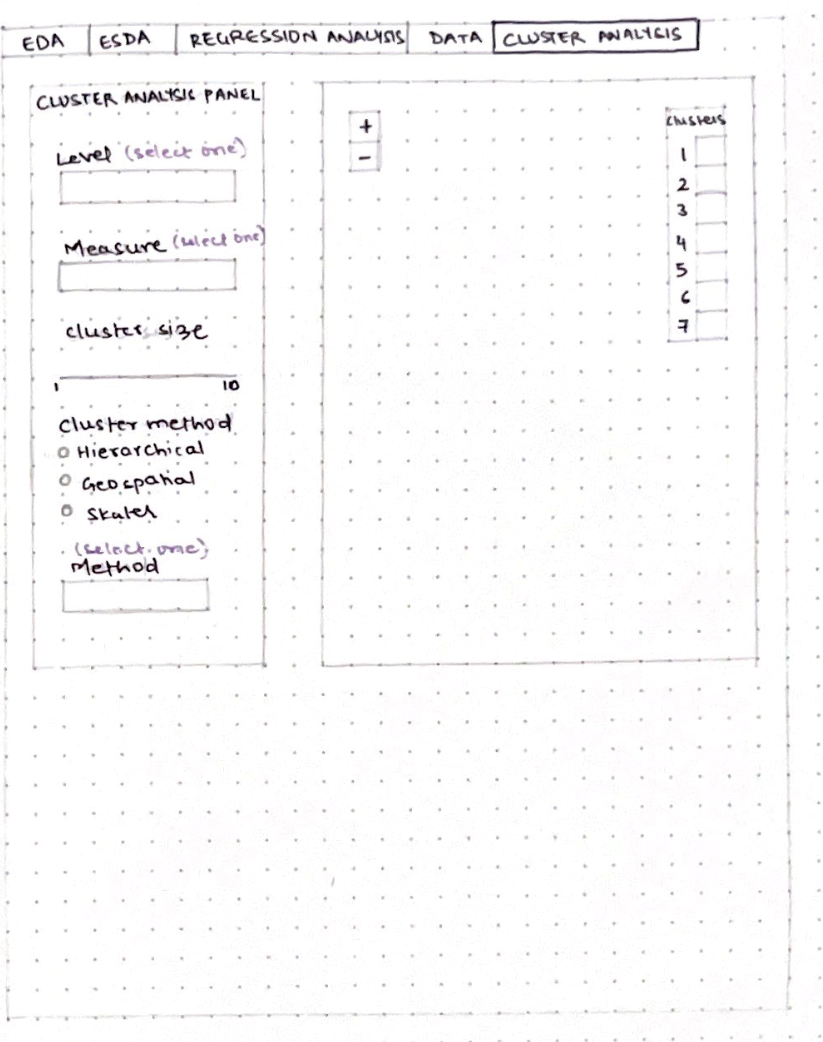 EDA ESDA REGRESSION ANALYSIS DATA CLUSTER ANALYSIS
CLUSTER ANALYSIS PANEL
Level (select one)
Measure (select one)
cluster size
1 10
Cluster method
Hierarchical
Geospatial
Skater
(select one)
Method
+
-
clusters
1
2
3
4
5
6
7